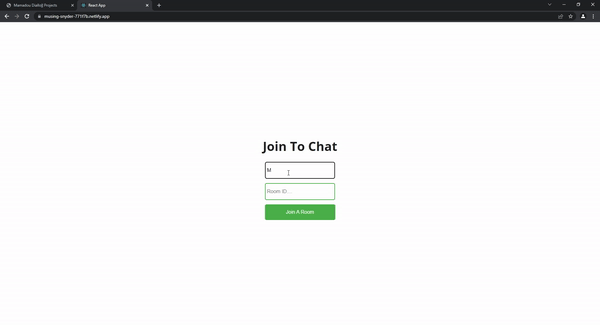 Mamadou Diallo|| Projects
React App
musing-snyder-771f7b.netlify.app
Join To Chat
M
Room ID...
Join A Room